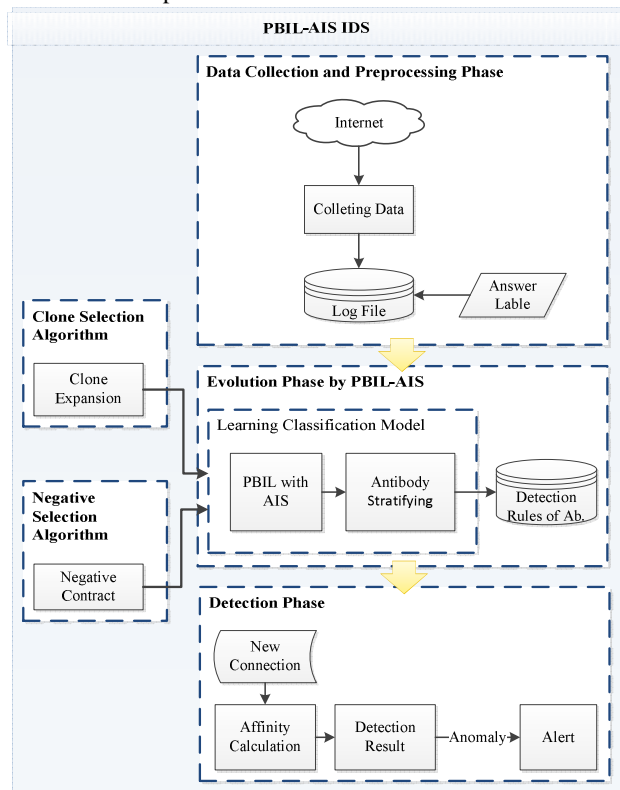 PBIL-AIS IDS
Data Collection and Preprocessing Phase
Internet
Colleting Data
Log File
Answer
Lable
Clone Selection
Algorithm
Clone
Expansion
Evolution Phase by PBIL-AIS
Learning Classification Model
PBIL with
AIS
Antibody
Stratifying
Detection
Rules of Ab.
Negative
Selection
Algorithm
Negative
Contract
Detection Phase
New
Connection
Affinity
Calculation
Detection
Result
Anomaly
Alert